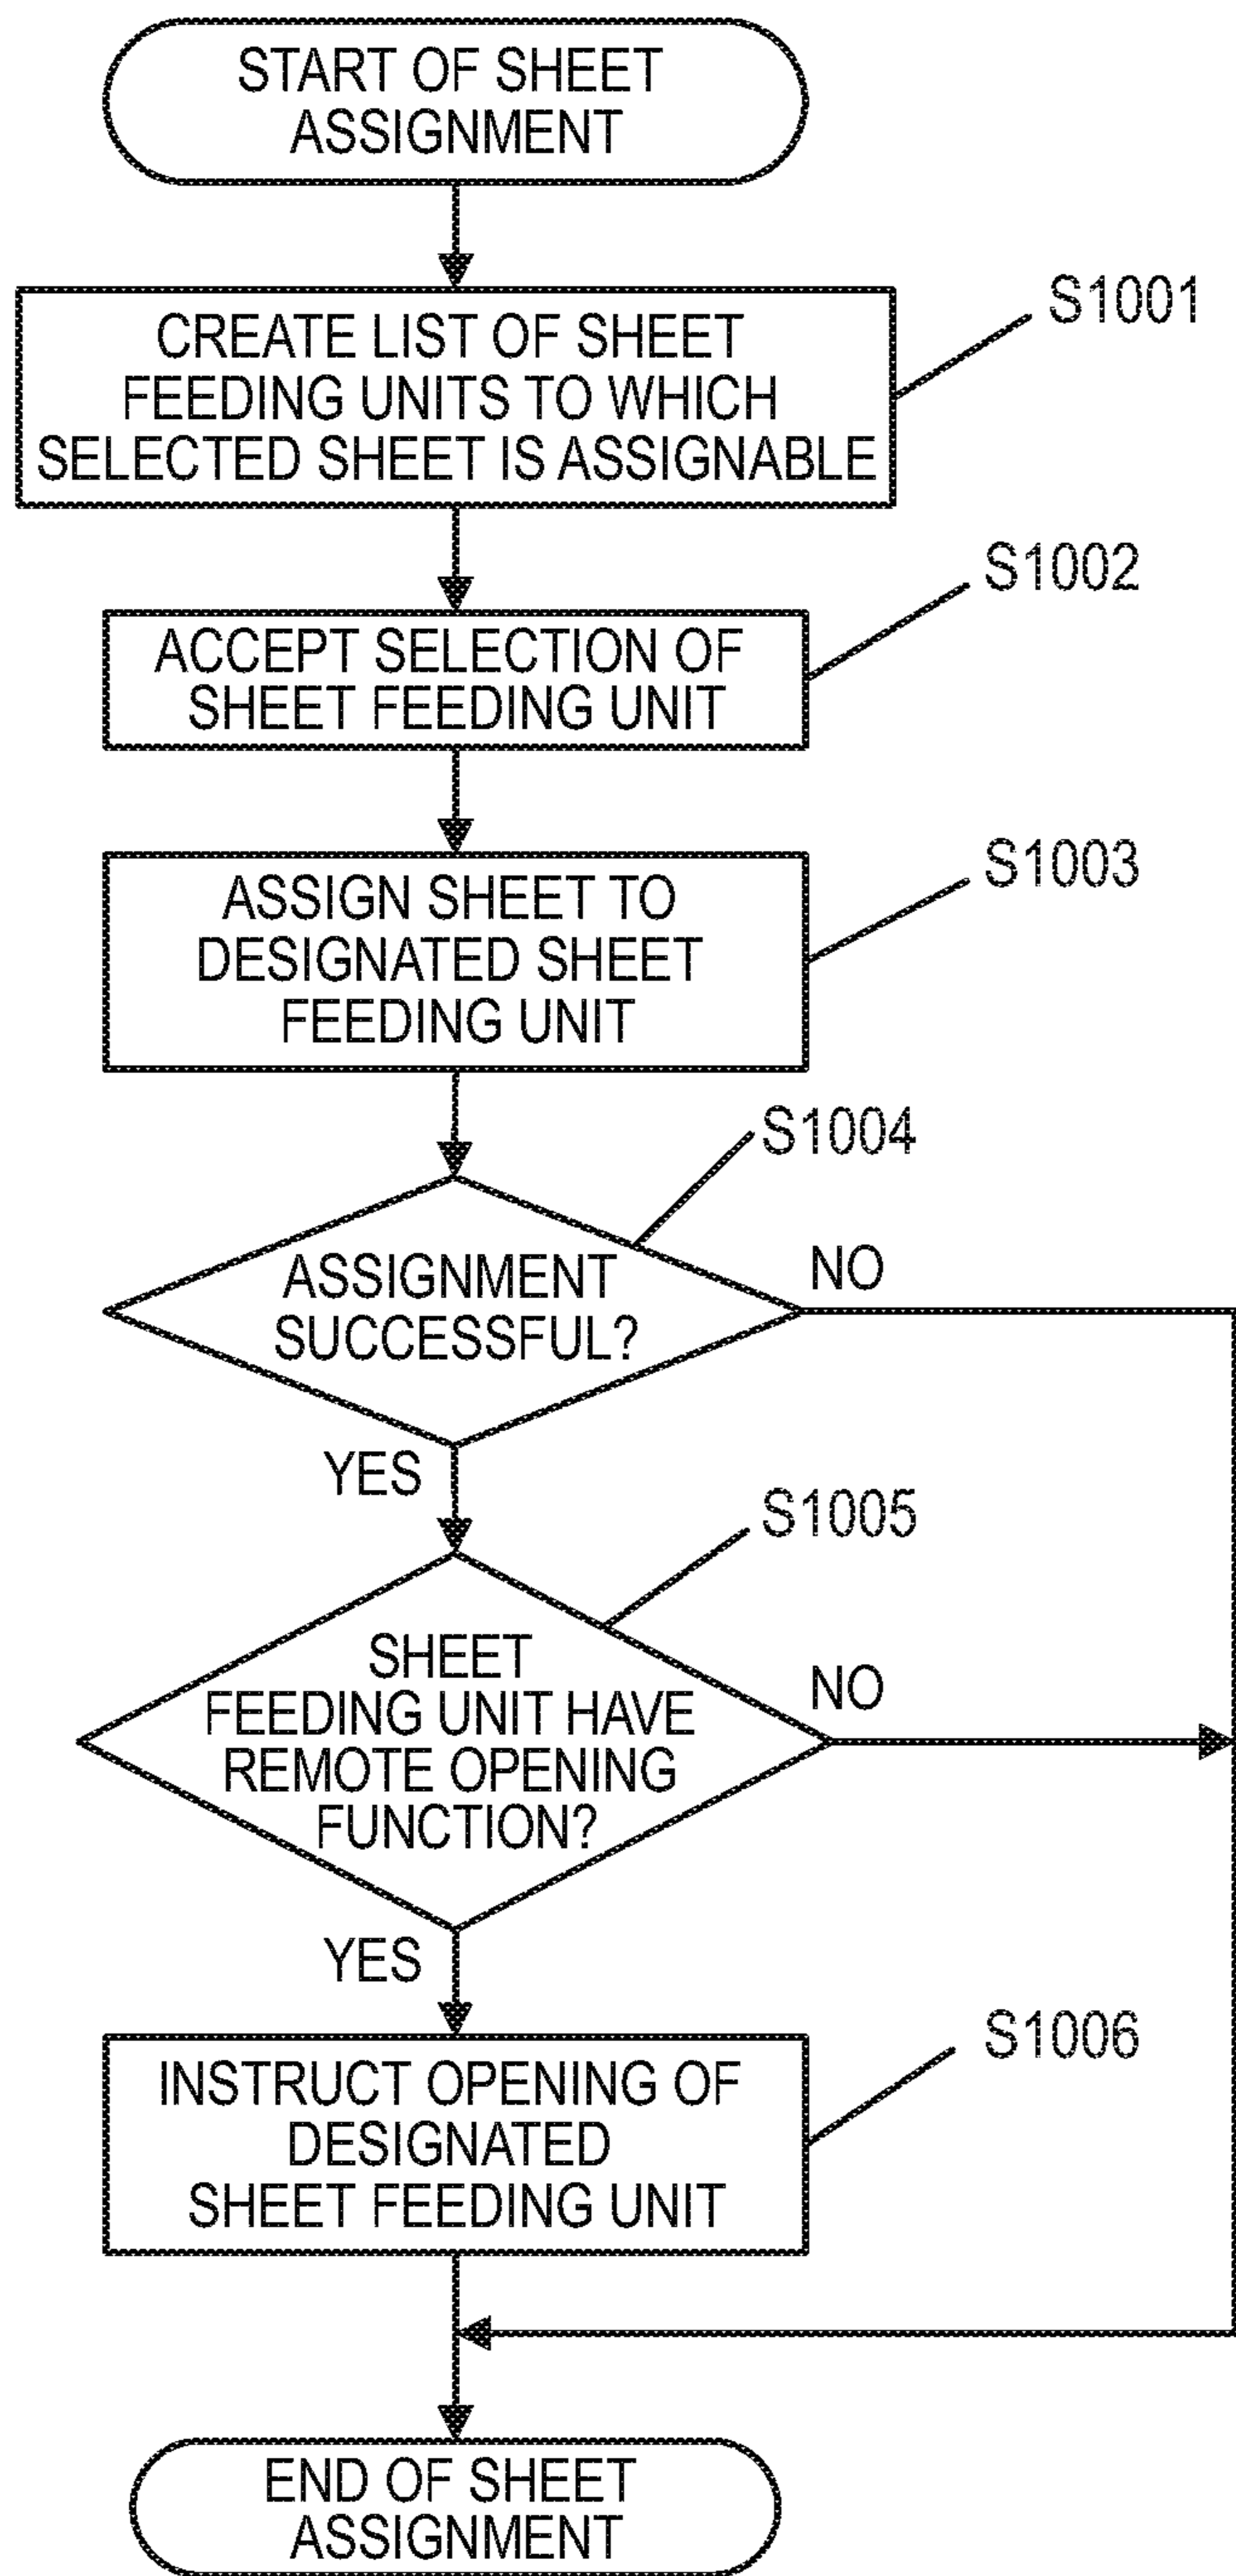 START OF SHEET
ASSIGNMENT
S1001
CREATE LIST OF SHEET
FEEDING UNITS TO WHICH
SELECTED SHEET IS ASSIGNABLE
S1002
ACCEPT SELECTION OF
SHEET FEEDING UNIT
S1003
ASSIGN SHEET TO
DESIGNATED SHEET
FEEDING UNIT
S1004
ASSIGNMENT
SUCCESSFUL?
NO
YES
S1005
SHEET
FEEDING UNIT HAVE
REMOTE OPENING
FUNCTION?
NO
YES
S1006
INSTRUCT OPENING OF
DESIGNATED
SHEET FEEDING UNIT
END OF SHEET
ASSIGNMENT